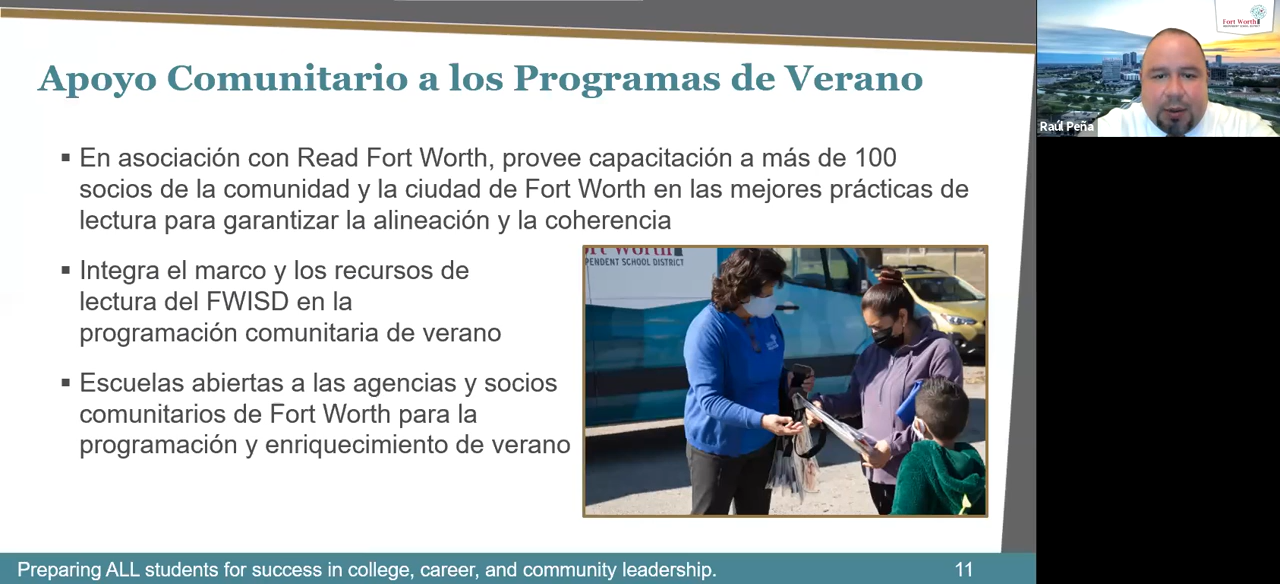 Apoyo Comunitario a los Programas de Verano
▪ En asociación con Read Fort Worth, provee capacitación a más de 100
socios de la comunidad y la ciudad de Fort Worth en las mejores prácticas de
lectura para garantizar la alineación y la coherencia
▪ Integra el marco y los recursos de
lectura del FWISD en la
programación comunitaria de verano
▪ Escuelas abiertas a las agencias y socios
comunitarios de Fort Worth para la
programación y enriquecimiento de verano
Fort Worth
PENDENT SCHOOL DISTRICT
Preparing ALL students for success in college, career, and community leadership.
11
Fort Worth
INDEPENDENT SCHOOL DISTRICT
Raúl Peña